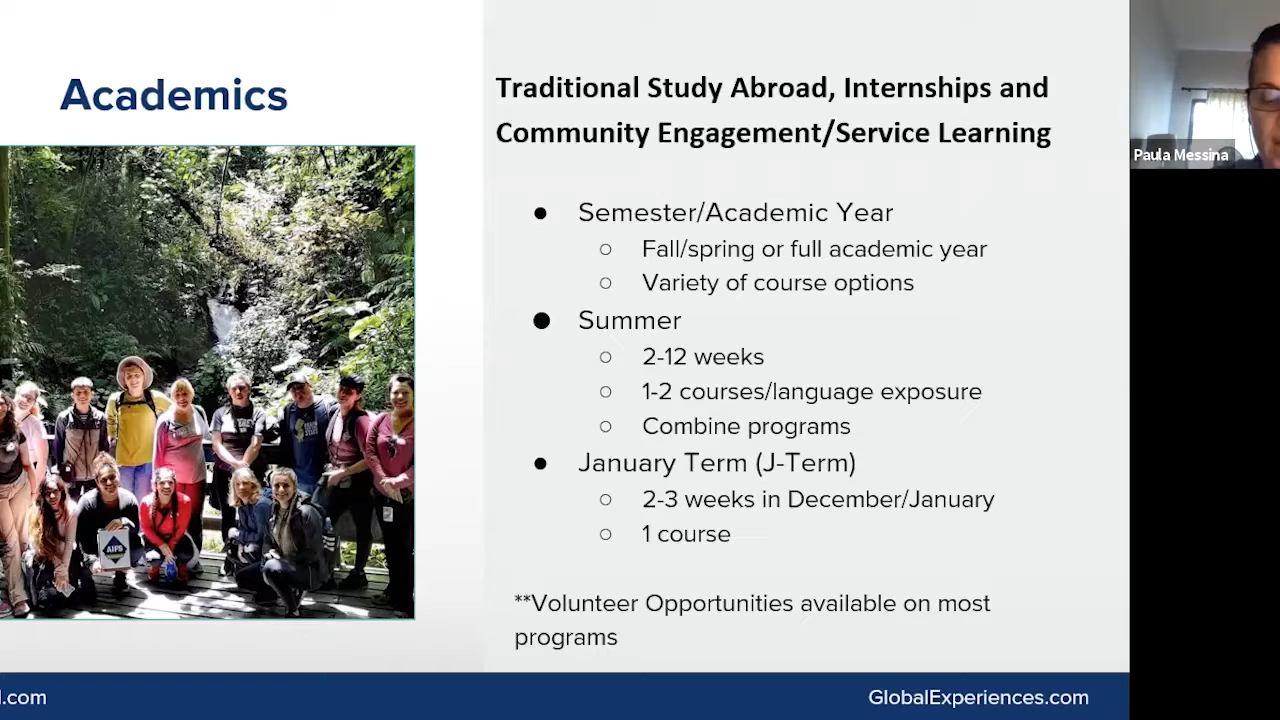 Academics
Traditional Study Abroad, Internships and
Community Engagement/Service Learning
Semester/Academic Year
Fall/spring or full academic year
Variety of course options
Summer
2-12 weeks
1-2 courses/language exposure
Combine programs
January Term (J-Term)
2-3 weeks in December/January
1 course
**Volunteer Opportunities available on most
programs
AIFS
.com
GlobalExperiences.com
Paula Messina